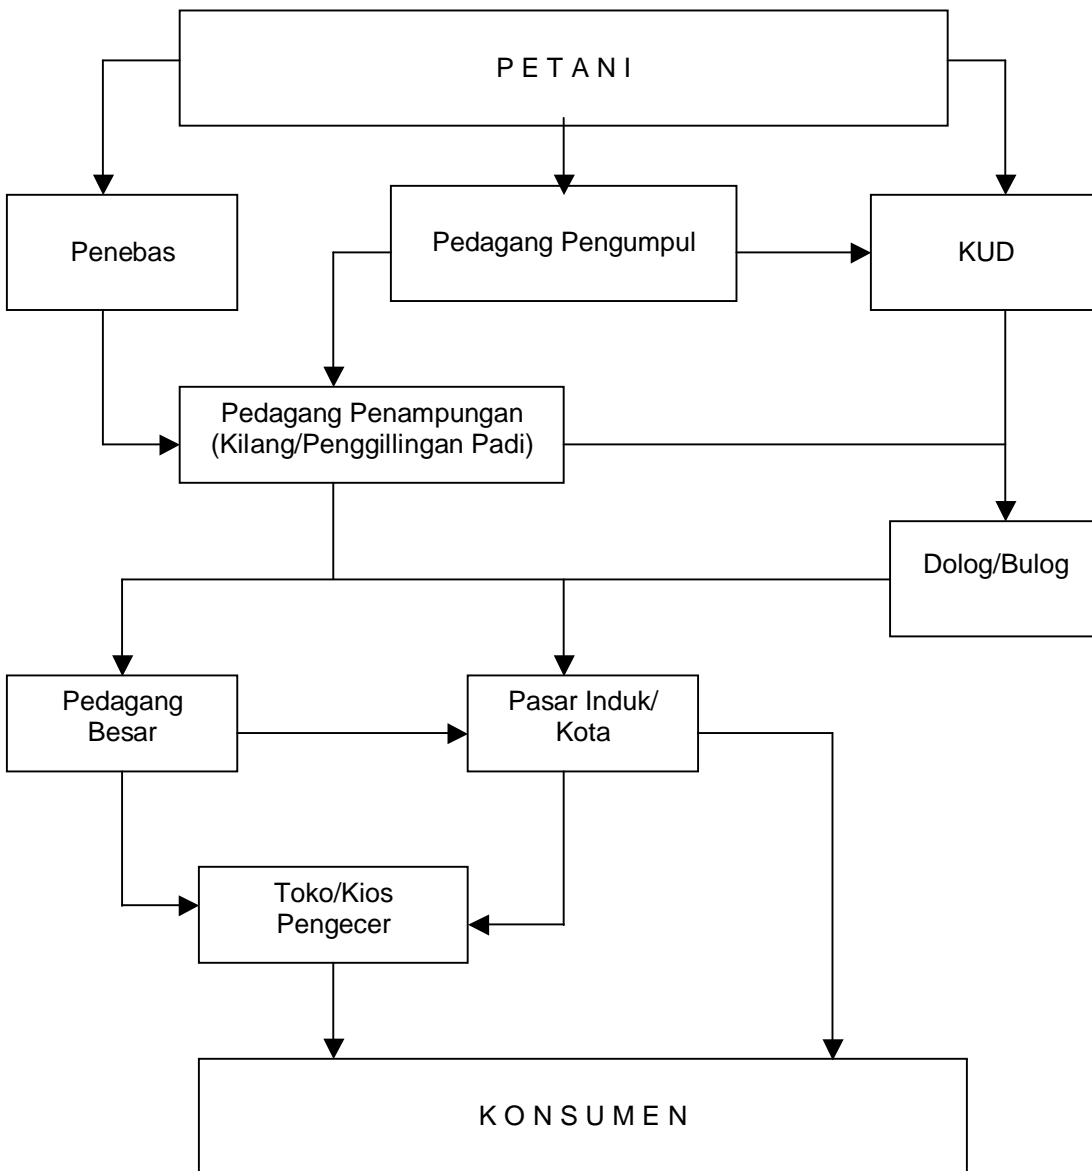 P E T A N I
Penebas
Pedagang Pengumpul
KUD
Pedagang Penampungan
(Kilang/Penggillingan Padi)
Dolog/Bulog
Pedagang
Besar
Pasar Induk/
Kota
Toko/Kios
Pengecer
K O N S U M E N